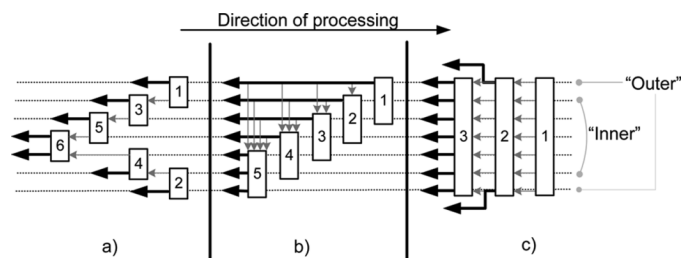 Direction of processing
1
3
5
6
4
2
1
2
3
4
5
3
2
1
"Outer"
"Inner"
a)
b)
c)